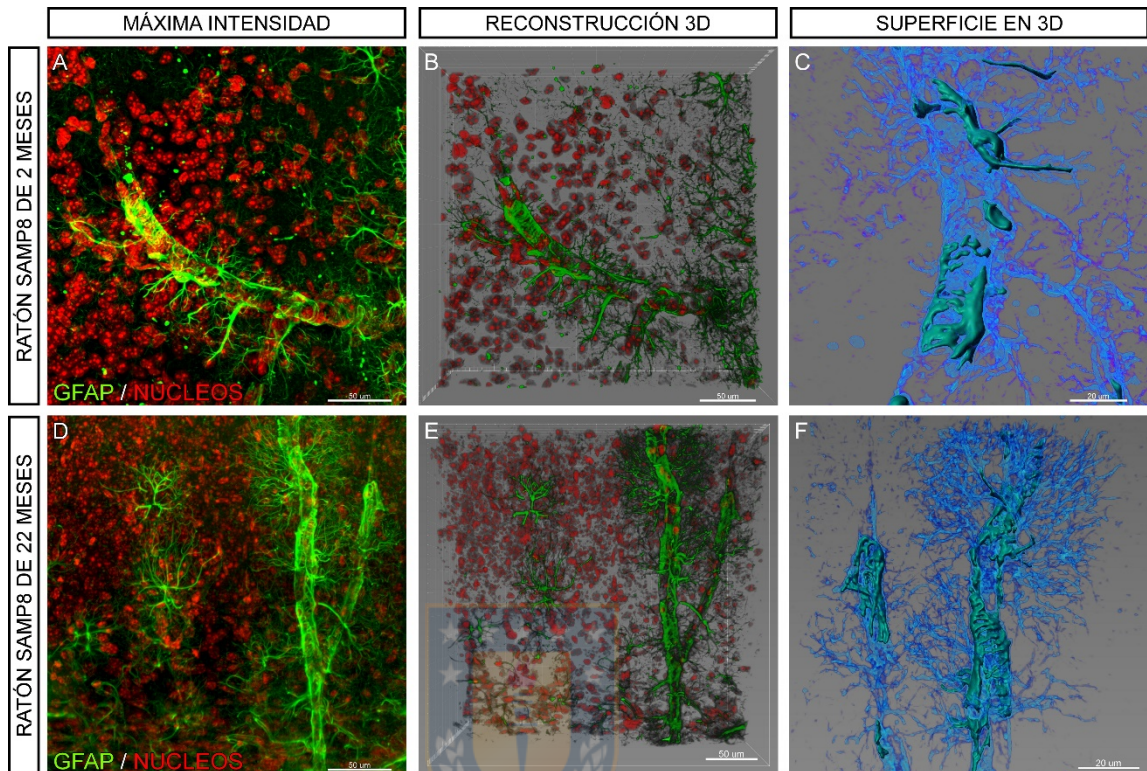 MÁXIMA INTENSIDAD
RECONSTRUCCIÓN 3D
SUPERFICIE EN 3D
RATÓN SAMP8 DE 2 MESES
A
GFAP / NÚCLEOS
50 um
B
50 um
C
20 um
RATÓN SAMP8 DE 22 MESES
D
GFAP / NÚCLEOS
50 um
E
50 um
F
20 um